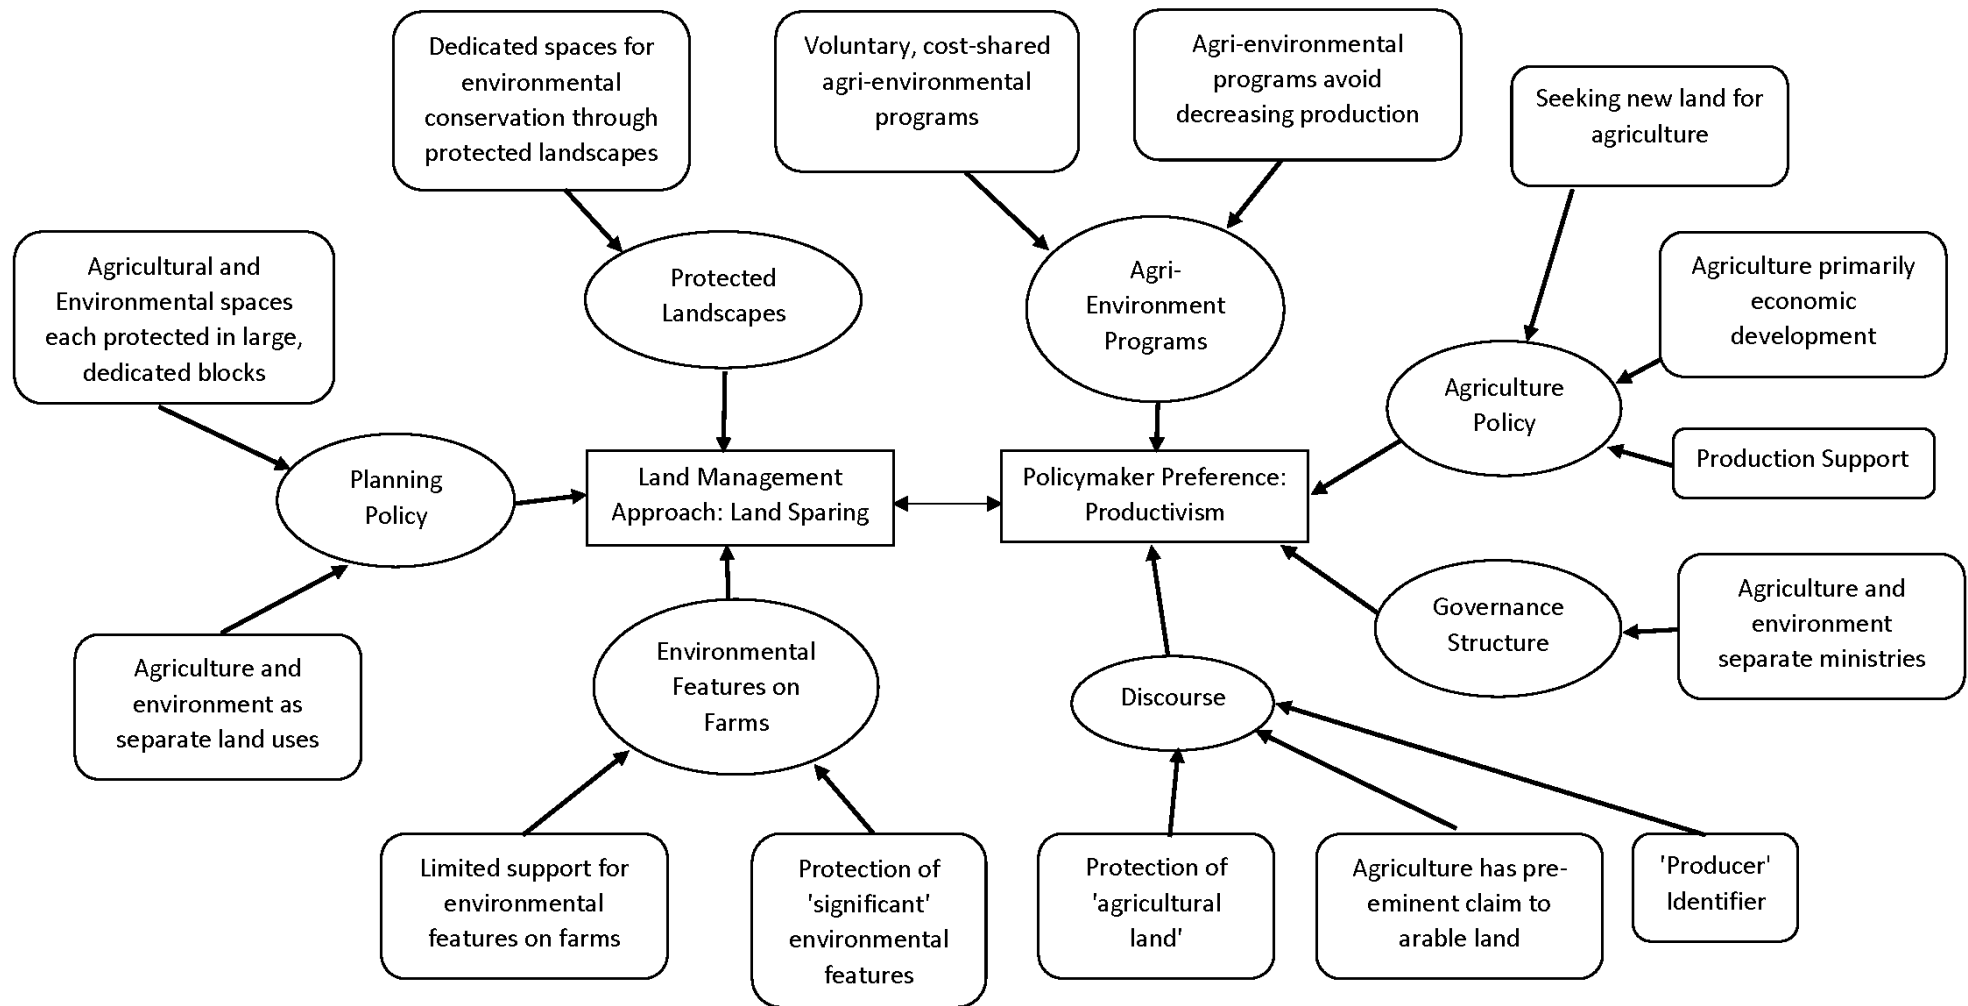 Dedicated spaces for
environmental
conservation through
protected landscapes
Voluntary, cost-shared
agri-environmental
programs
Agri-environmental
programs avoid
decreasing production
Seeking new land for
agriculture
Agricultural and
Environmental spaces
each protected in large,
dedicated blocks
Protected
Landscapes
Agri-
Environment
Programs
Agriculture primarily
economic
development
Agriculture
Policy
Production Support
Planning
Policy
Land Management
Approach: Land Sparing
Policymaker Preference:
Productivism
Agriculture and
environment as
separate land uses
Environmental
Features on
Farms
Discourse
Governance
Structure
Agriculture and
environment
separate ministries
Limited support for
environmental
features on farms
Protection of
'significant'
environmental
features
Protection of
'agricultural
land'
Agriculture has pre-
eminent claim to
arable land
'Producer'
Identifier